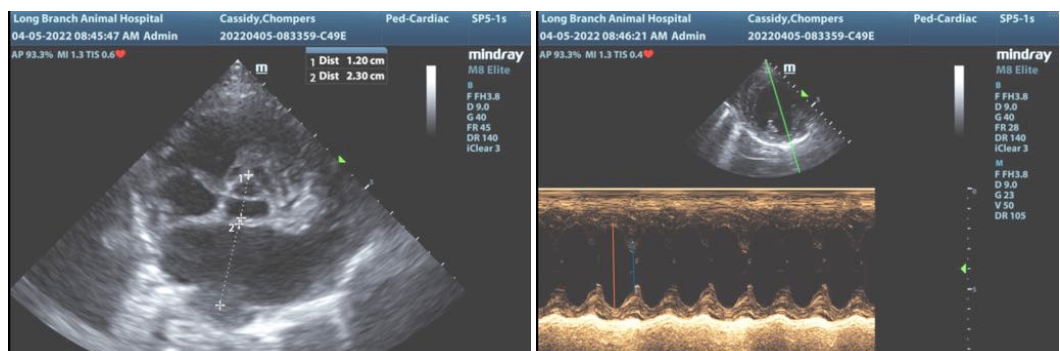 Long Branch Animal Hospital Cassidy,Chompers Ped-Cardiac SP5-1s
04-05-2022 08:45:47 AM Admin 20220405-083359-C49E
AP 93.3% MI 1.3 TIS 0.6
m
1 Dist 1.20 cm
2 Dist 2.30 cm
mindray
M8 Elite
B
F FH3.8
D 9.0
G 40
FR 45
DR 140
iClear 3
1
2
5
Long Branch Animal Hospital Cassidy,Chompers Ped-Cardiac SP5-1s
04-05-2022 08:46:21 AM Admin 20220405-083359-C49E
AP 93.3% MI 1.3 TIS 0.4
m
mindray
M8 Elite
B
F FH3.8
D 9.0
G 40
FR 28
DR 140
iClear 3
M
F FH3.8
D 9.0
G 23
V 50
DR 105
0
5